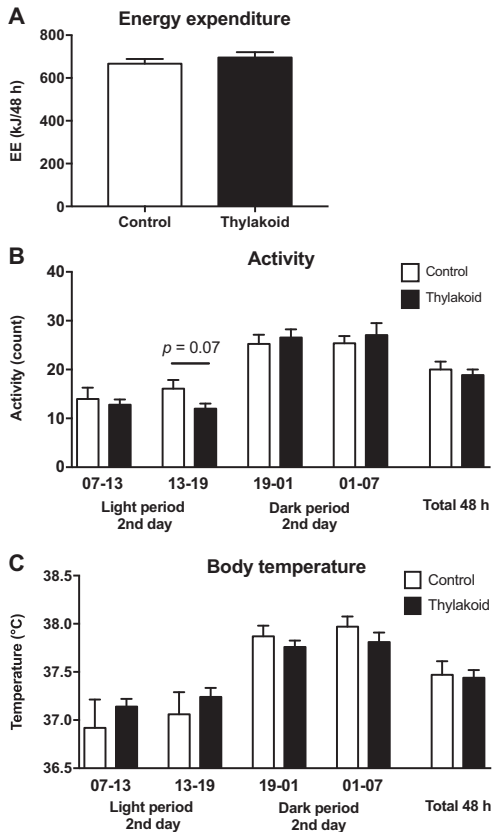 A
Energy expenditure
EE (kJ/48 h)
800
600
400
200
0
Control
Thylakoid
B
Activity
Control
Thylakoid
Activity (count)
40
30
20
10
0
p = 0.07
07-13
13-19
19-01
01-07
Light period
2nd day
Dark period
2nd day
Total 48 h
C
Body temperature
Control
Thylakoid
Temperature (°C)
38.5
38.0
37.5
37.0
36.5
07-13
13-19
19-01
01-07
Light period
2nd day
Dark period
2nd day
Total 48 h